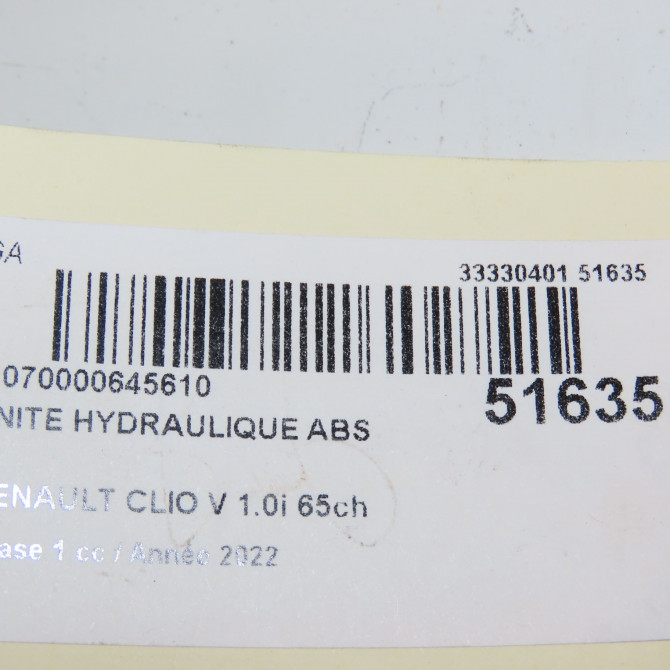 GA
33330401 51635
070000645610
51635
NITE HYDRAULIQUE ABS
ENAULT CLIO V 1.0i 65ch
ase 1 cc / Année 2022